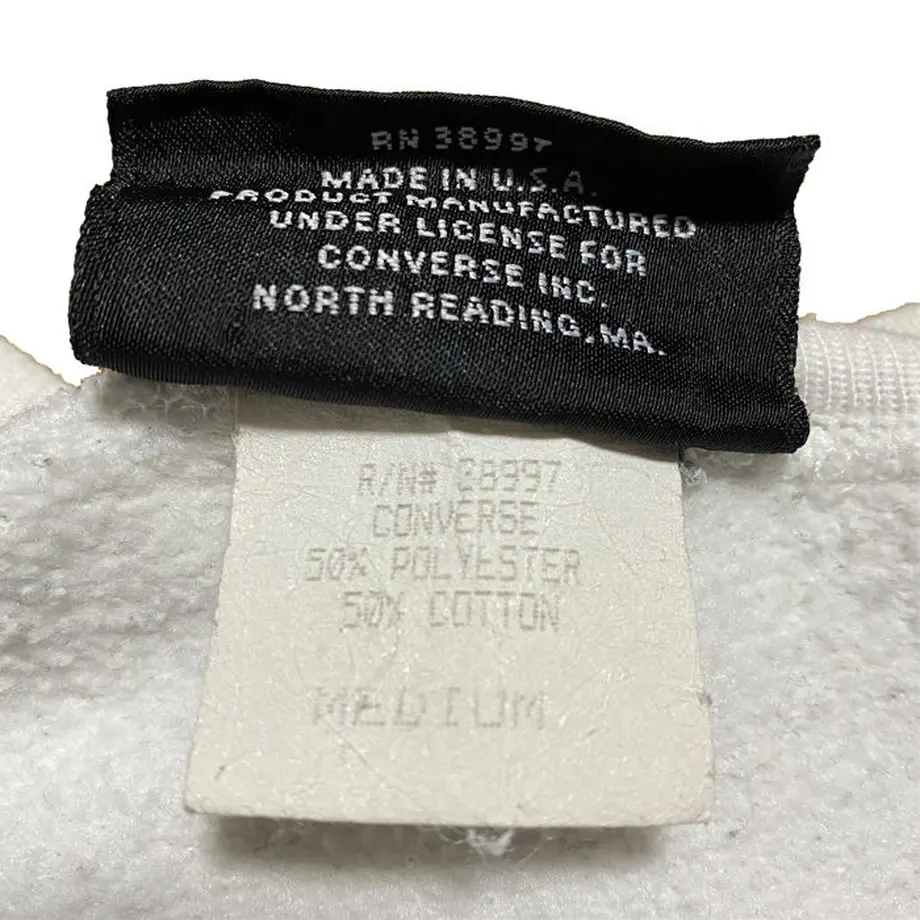 RN 38997
MADE IN U.S.A.
PRODUCT MANUFACTURED
UNDER LICENSE FOR
CONVERSE INC.
NORTH READING, MA.
R/N# 38997
CONVERSE
50% POLYESTER
50% COTTON
MEDIUM